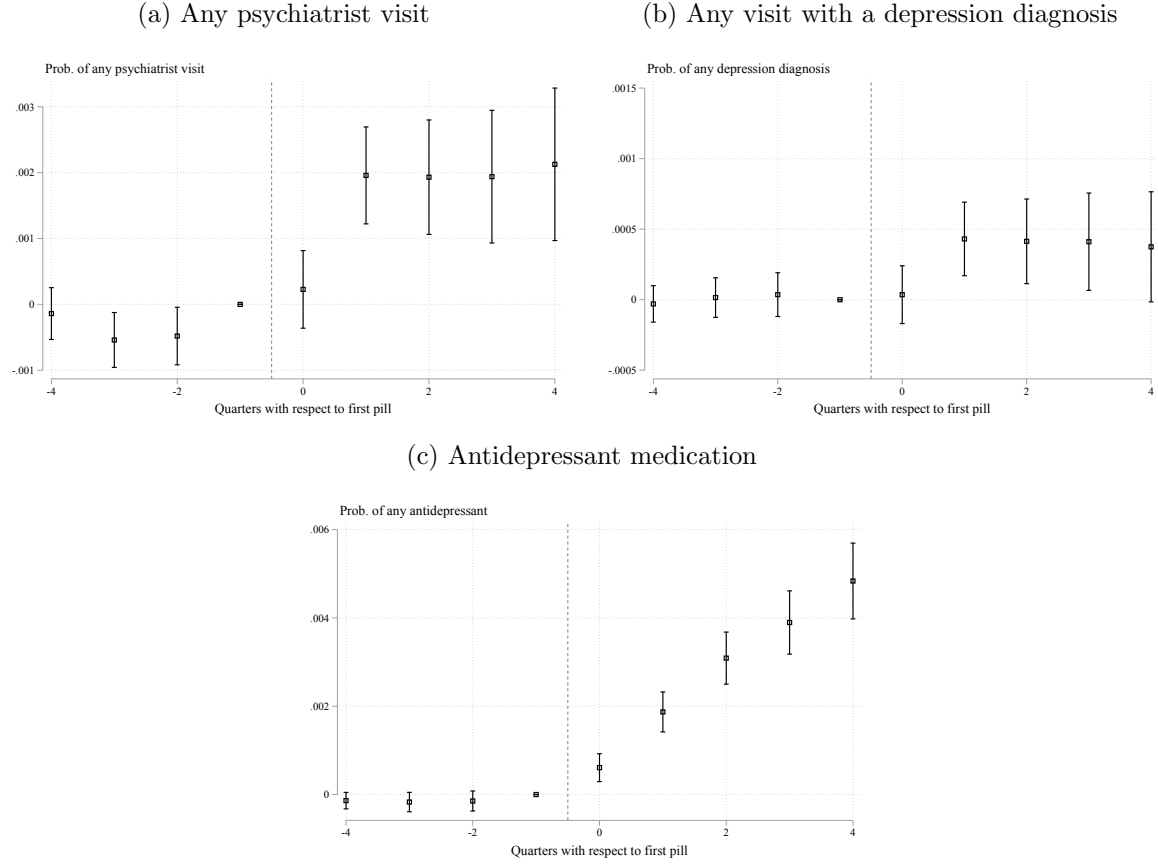 (a) Any psychiatrist visit
Prob. of any psychiatrist visit
.003
.002
.001
0
-.001
-4 -2 0 2 4
Quarters with respect to first pill
(b) Any visit with a depression diagnosis
Prob. of any depression diagnosis
.0015
.001
.0005
0
-.0005
-4 -2 0 2 4
Quarters with respect to first pill
(c) Antidepressant medication
Prob. of any antidepressant
.006
.004
.002
0
-4 -2 0 2 4
Quarters with respect to first pill